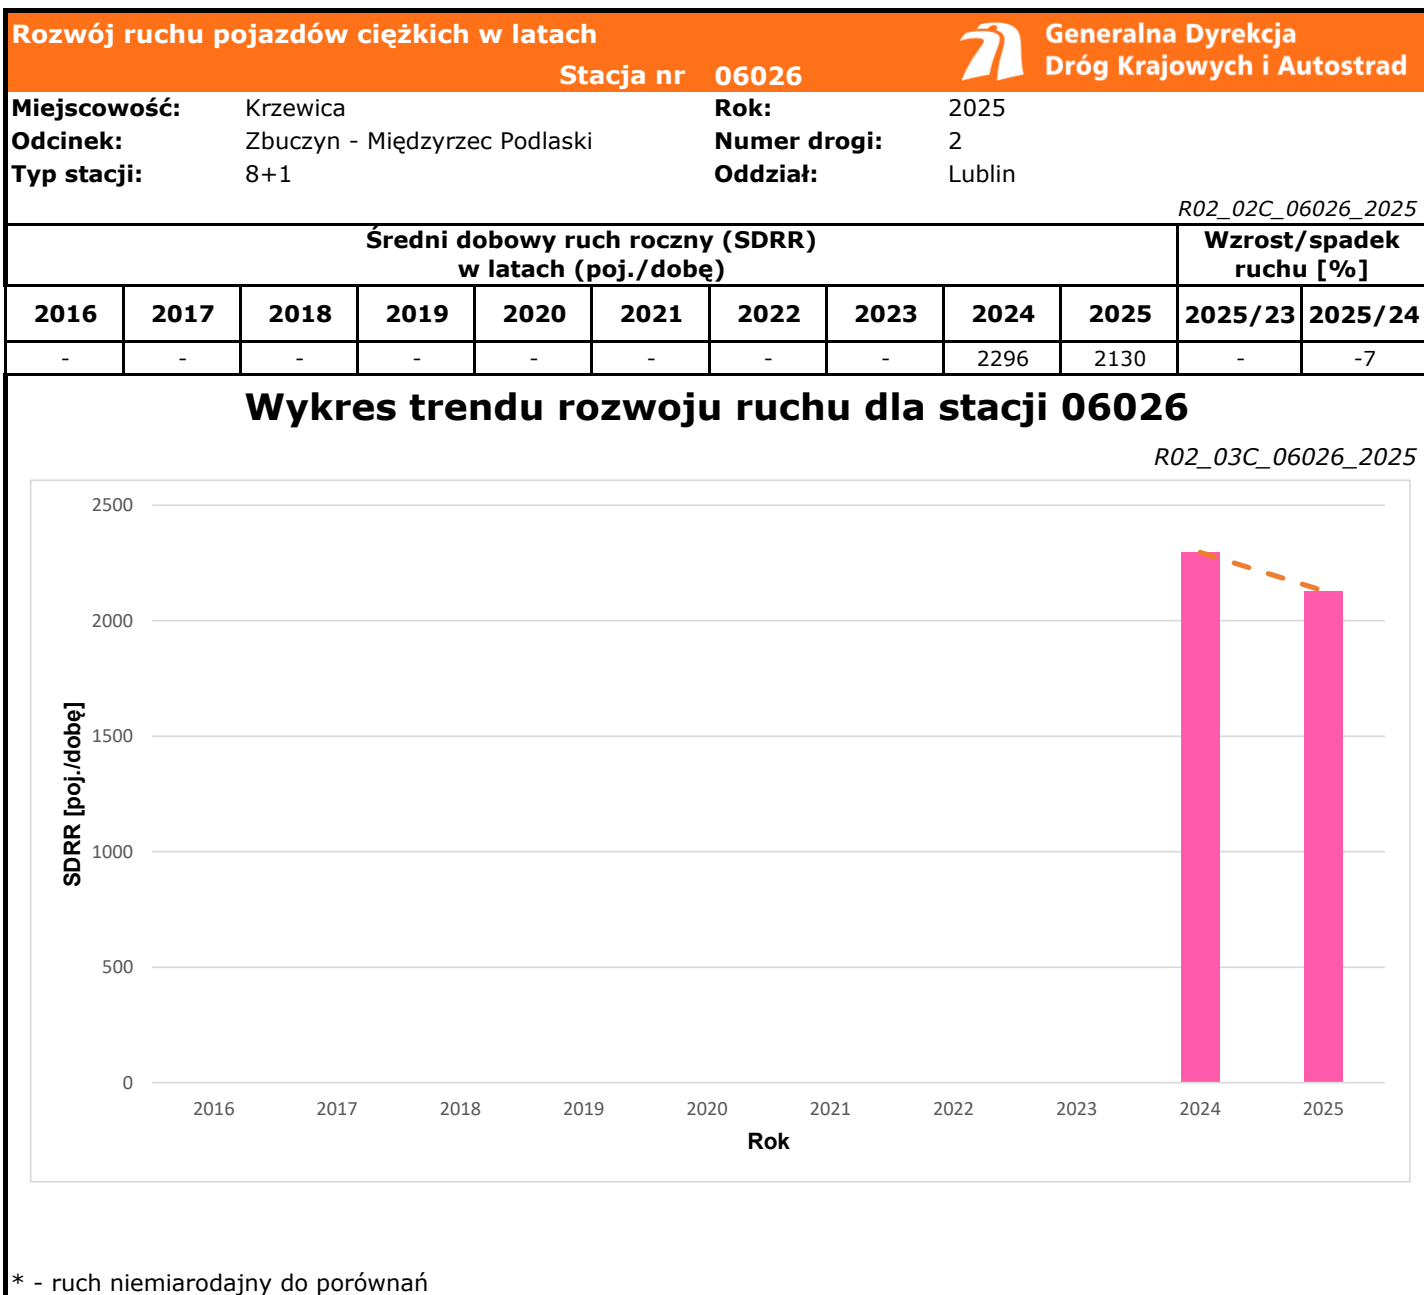 Rozwój ruchu pojazdów ciężkich w latach
Stacja nr 06026
Generalna Dyrekcja
Dróg Krajowych i Autostrad
Miejscowość: Krzewica Rok: 2025
Odcinek: Zbuczyn - Międzyrzec Podlaski Numer drogi: 2
Typ stacji: 8+1 Oddział: Lublin
R02_02C_06026_2025
Średni dobowy ruch roczny (SDRR)
w latach (poj./dobę)
Wzrost/spadek
ruchu [%]
2016 2017 2018 2019 2020 2021 2022 2023 2024 2025 2025/23 2025/24
- - - - - - - - 2296 2130 - -7
Wykres trendu rozwoju ruchu dla stacji 06026
R02_03C_06026_2025
2500
2000
1500
1000
500
0
SDRR [poj./dobę]
2016 2017 2018 2019 2020 2021 2022 2023 2024 2025
Rok
* - ruch niemiarodajny do porównań